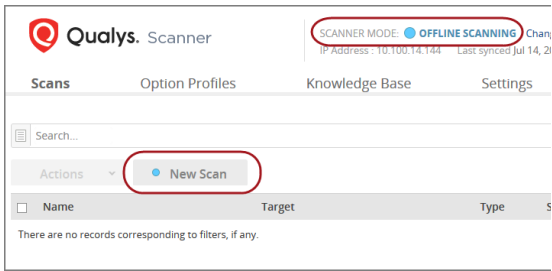 Qualys. Scanner
SCANNER MODE: OFFLINE SCANNING
IP Address : 10.100.14.144 Last synced Jul 14,
Scans Option Profiles Knowledge Base Settings
Search...
Actions New Scan
Name Target Type
There are no records corresponding to filters, if any.